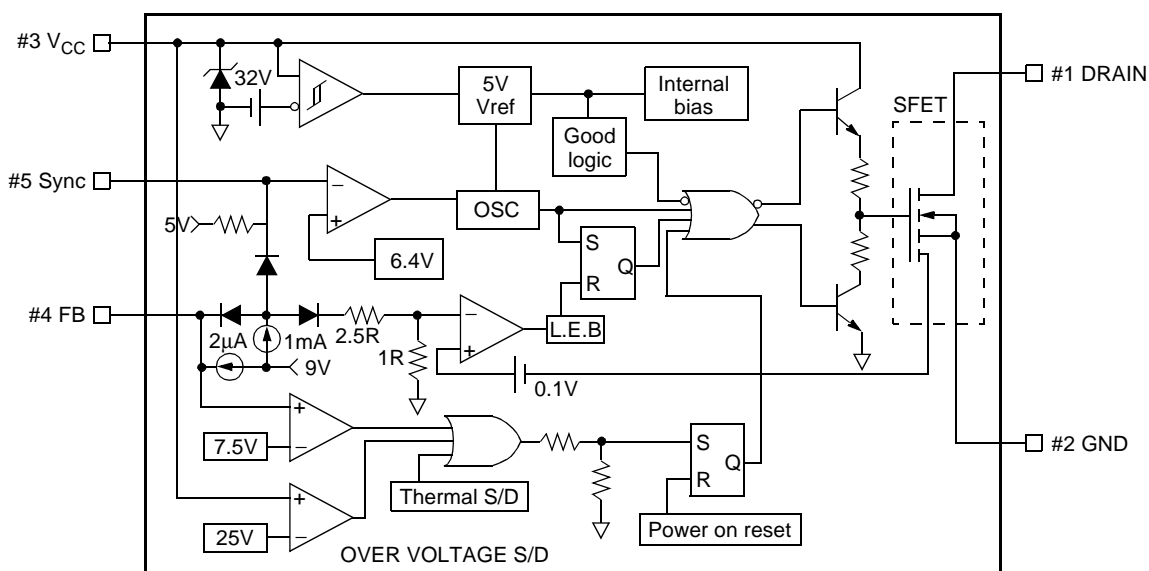 #3 VCC
32V
5V
Vref
Internal
bias
Good
logic
#1 DRAIN
SFET
#5 Sync
−
+
OSC
5V
6.4V
S
R
Q
#4 FB
2μA
1mA
9V
2.5R
1R
−
+
L.E.B
0.1V
+
−
7.5V
Thermal S/D
S
R
Q
#2 GND
+
−
25V
Power on reset
OVER VOLTAGE S/D